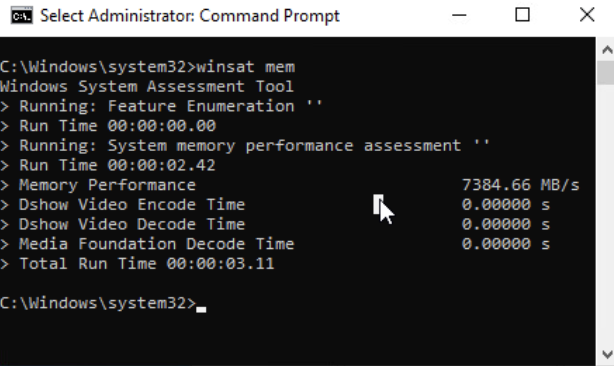 Select Administrator: Command Prompt
C:\Windows\system32>winsat mem
Windows System Assessment Tool
> Running: Feature Enumeration ''
> Run Time 00:00:00.00
> Running: System memory performance assessment ''
> Run Time 00:00:02.42
> Memory Performance                           7384.66 MB/s
> Dshow Video Encode Time                      0.00000 s
> Dshow Video Decode Time                      0.00000 s
> Media Foundation Decode Time                 0.00000 s
> Total Run Time 00:00:03.11
C:\Windows\system32>